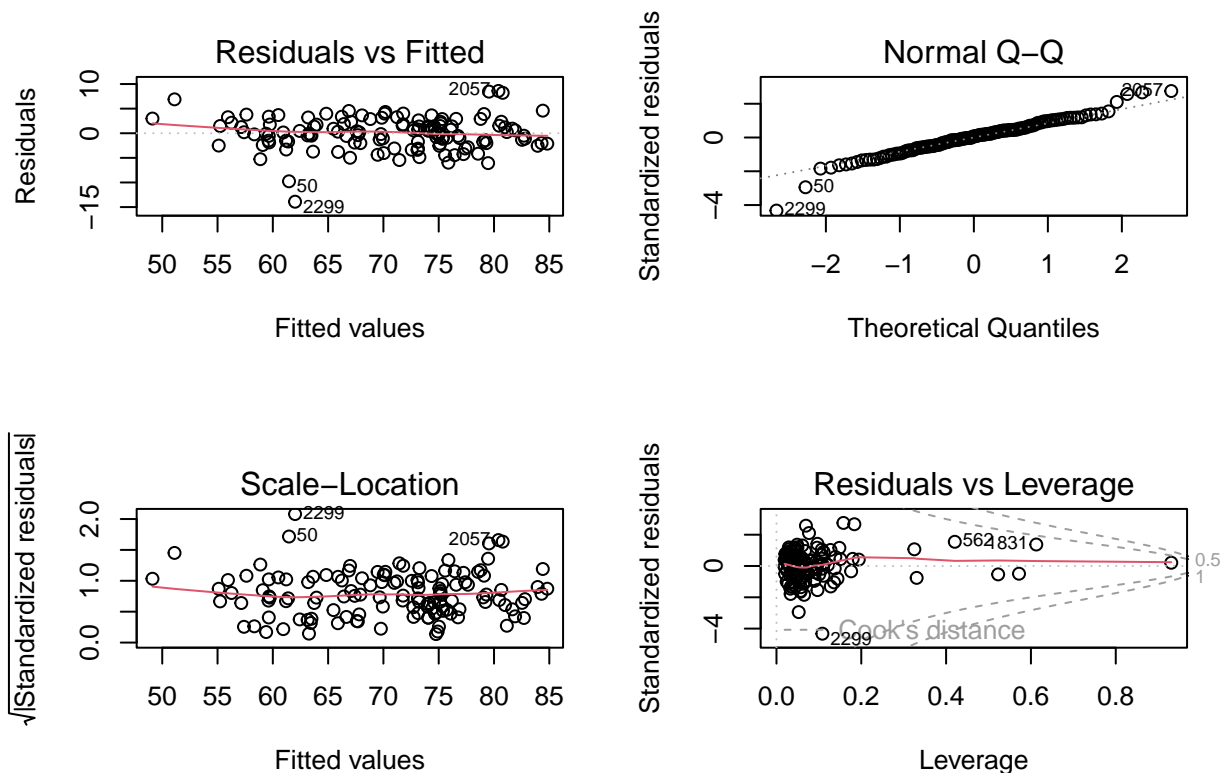 Residuals vs Fitted
Residuals
10
0
−15
2057
50
2299
50 55 60 65 70 75 80 85
Fitted values
Normal Q−Q
Standardized residuals
0
−4
2057
50
2299
−2 −1 0 1 2
Theoretical Quantiles
Scale−Location
√|Standardized residuals|
2.0
1.0
0.0
2299
50
2057
50 55 60 65 70 75 80 85
Fitted values
Residuals vs Leverage
Standardized residuals
0
−4
562
1831
0.5
1
Cook's distance
2299
0.0 0.2 0.4 0.6 0.8
Leverage